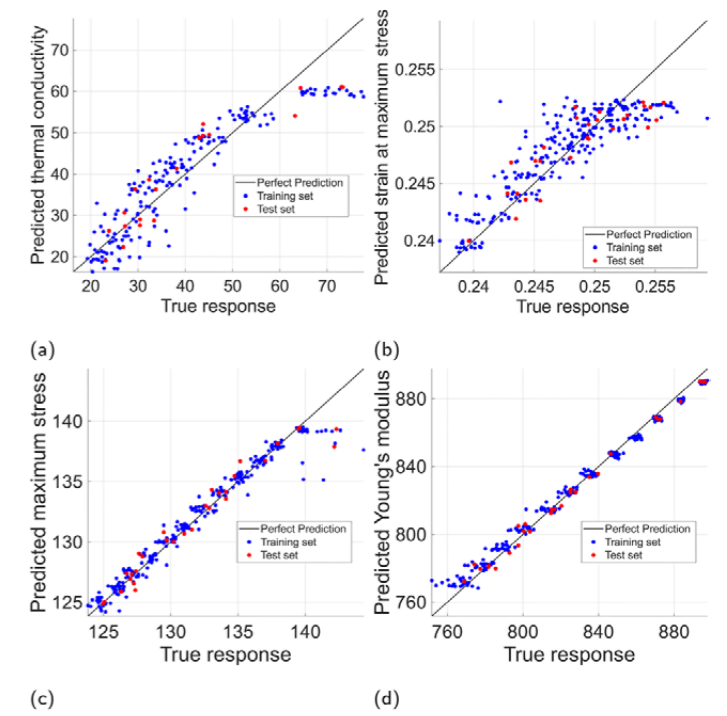 Predicted thermal conductivity
70
60
50
40
30
20
Perfect Prediction
Training set
Test set
20 30 40 50 60 70
True response
(a)
Predicted strain at maximum stress
0.255
0.25
0.245
0.24
Perfect Prediction
Training set
Test set
0.24 0.245 0.25 0.255
True response
(b)
Predicted maximum stress
140
135
130
125
Perfect Prediction
Training set
Test set
125 130 135 140
True response
(c)
Predicted Young's modulus
880
840
800
760
Perfect Prediction
Training set
Test set
760 800 840 880
True response
(d)